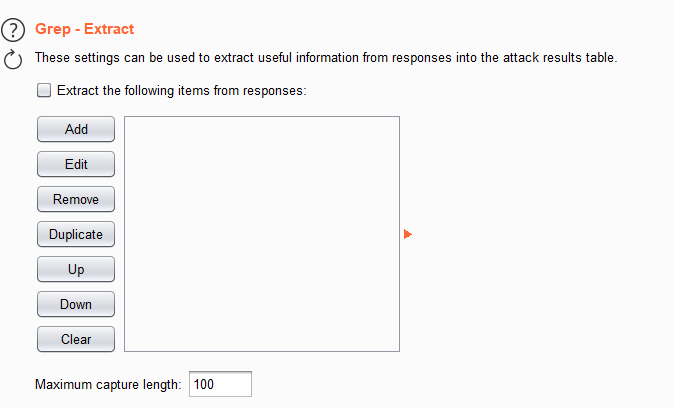 ?
Grep - Extract
These settings can be used to extract useful information from responses into the attack results table.
Extract the following items from responses:
Add
Edit
Remove
Duplicate
Up
Down
Clear
Maximum capture length: 100